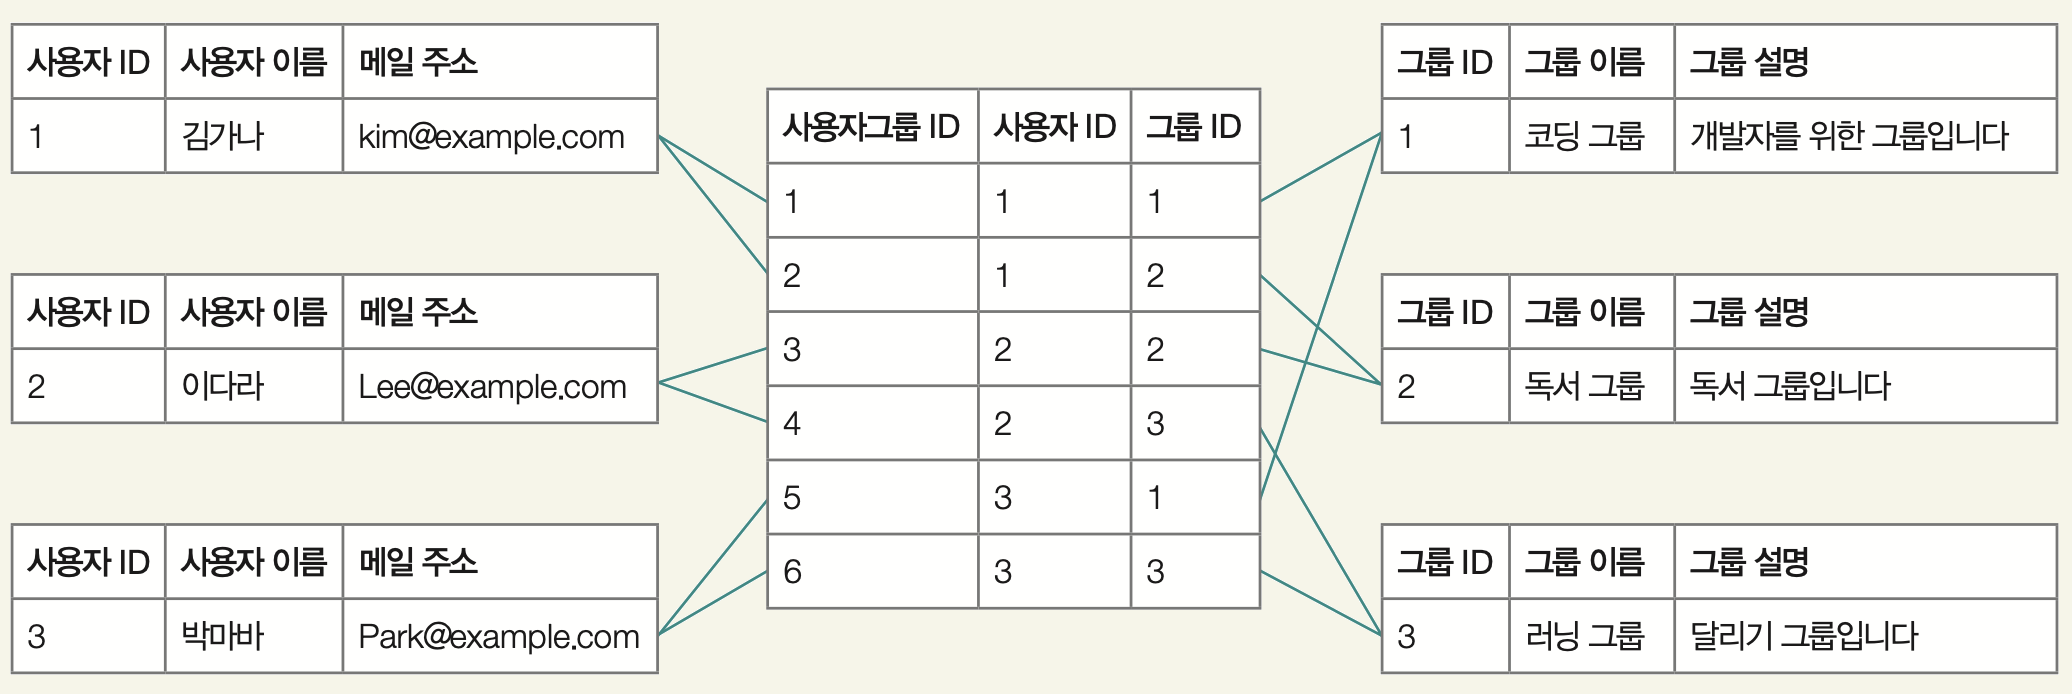 사용자 ID 사용자 이름 메일 주소
1 김가나 kim@example.com
사용자 ID 사용자 이름 메일 주소
2 이다라 Lee@example.com
사용자 ID 사용자 이름 메일 주소
3 박마바 Park@example.com
사용자그룹 ID 사용자 ID 그룹 ID
1 1 1
2 1 2
3 2 2
4 2 3
5 3 1
6 3 3
그룹 ID 그룹 이름 그룹 설명
1 코딩 그룹 개발자를 위한 그룹입니다
그룹 ID 그룹 이름 그룹 설명
2 독서 그룹 독서 그룹입니다
그룹 ID 그룹 이름 그룹 설명
3 러닝 그룹 달리기 그룹입니다